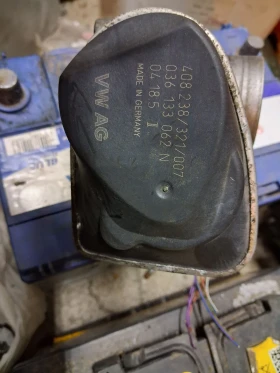 408 238/321/007
036 133 062 N
04 185 I
MADE IN GERMANY
VW AG